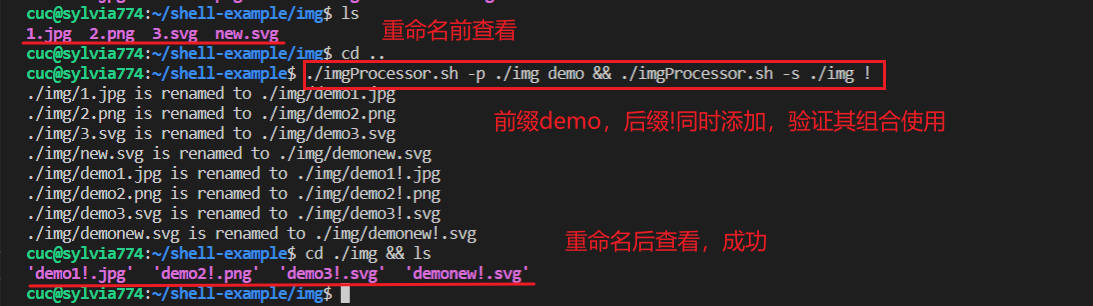 cuc@sylvia774:~/shell-example/img$ ls
1.jpg 2.png 3.svg new.svg
重命名前查看
cuc@sylvia774:~/shell-example/img$ cd ..
cuc@sylvia774:~/shell-example$ ./imgProcessor.sh -p ./img demo && ./imgProcessor.sh -s ./img !
./img/1.jpg is renamed to ./img/demo1.jpg
./img/2.png is renamed to ./img/demo2.png
前缀demo，后缀!同时添加，验证其组合使用
./img/3.svg is renamed to ./img/demo3.svg
./img/new.svg is renamed to ./img/demonew.svg
./img/demo1.jpg is renamed to ./img/demo1!.jpg
./img/demo2.png is renamed to ./img/demo2!.png
./img/demo3.svg is renamed to ./img/demo3!.svg
./img/demonew.svg is renamed to ./img/demonew!.svg
重命名后查看，成功
cuc@sylvia774:~/shell-example$ cd ./img && ls
'demo1!.jpg' 'demo2!.png' 'demo3!.svg' 'demonew!.svg'
cuc@sylvia774:~/shell-example/img$